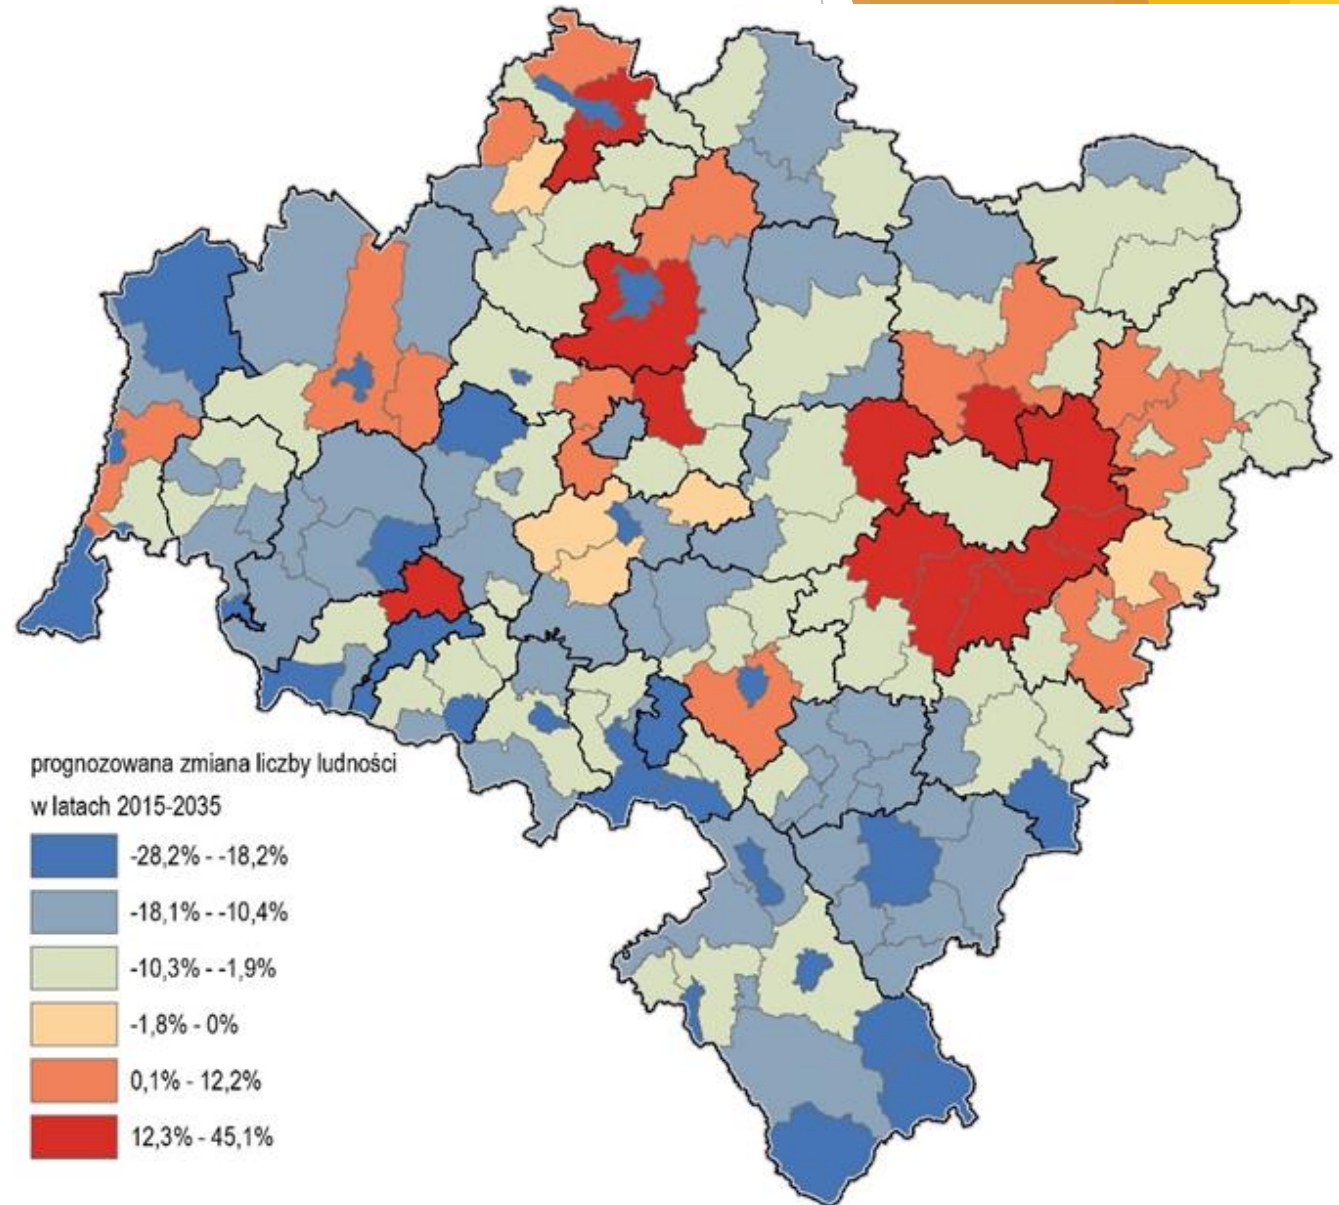 prognozowana zmiana liczby ludności
w latach 2015-2035
-28,2% - -18,2%
-18,1% - -10,4%
-10,3% - -1,9%
-1,8% - 0%
0,1% - 12,2%
12,3% - 45,1%